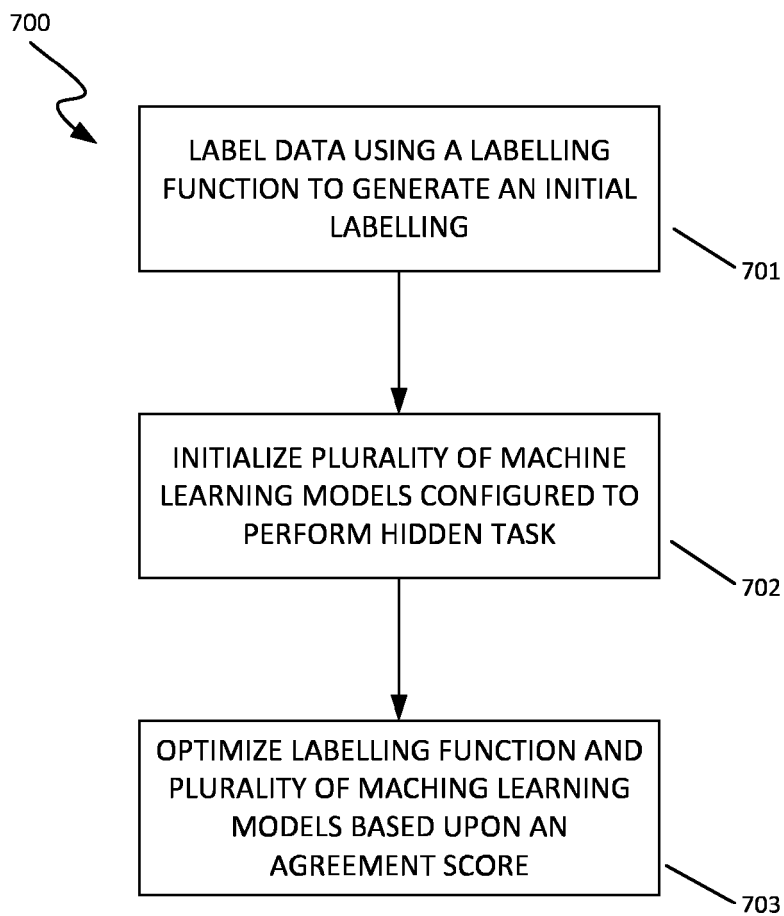 700
LABEL DATA USING A LABELLING
FUNCTION TO GENERATE AN INITIAL
LABELLING
701
INITIALIZE PLURALITY OF MACHINE
LEARNING MODELS CONFIGURED TO
PERFORM HIDDEN TASK
702
OPTIMIZE LABELLING FUNCTION AND
PLURALITY OF MACHING LEARNING
MODELS BASED UPON AN
AGREEMENT SCORE
703